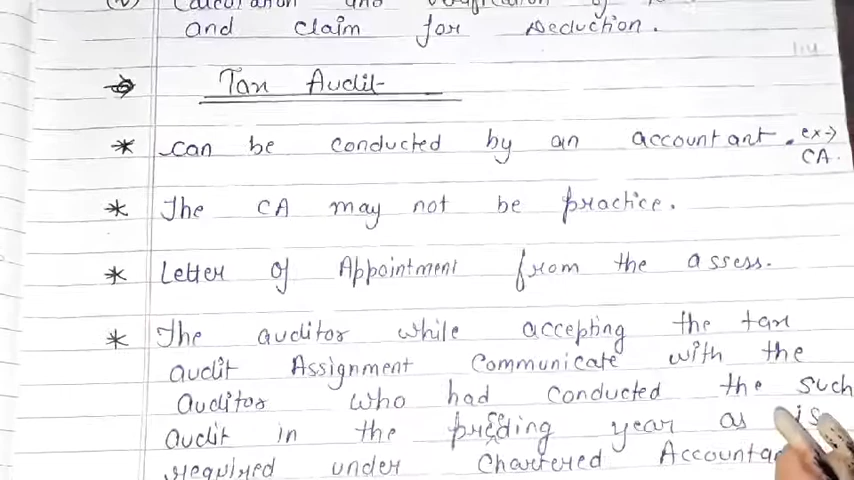 and claim for Deduction.
Tax Audit
* can be conducted by an accountant. ex→
CA.
* The CA may not be practice.
* Letter of Appointment from the assess.
* The auditor while accepting the tax
audit Assignment Communicate with the
Auditor who had conducted the such
audit in the preceding year as is
required under Chartered